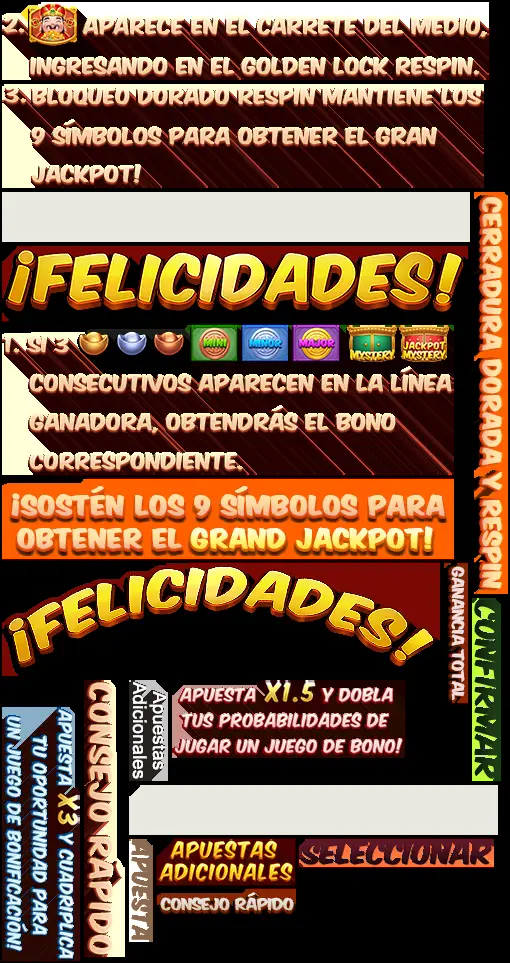 2. APARECE EN EL CARRETE DEL MEDIO,
INGRESANDO EN EL GOLDEN LOCK RESPIN.
3. BLOQUEO DORADO RESPIN MANTIENE LOS
9 SÍMBOLOS PARA OBTENER EL GRAN
JACKPOT!
CERRADURA DORADA Y RESPIN
¡FELICIDADES!
1. SI 3
MINI
MINOR
MAJOR
MYSTERY
JACKPOT
MYSTERY
CONSECUTIVOS APARECEN EN LA LÍNEA
GANADORA, OBTENDRÁS EL BONO
CORRESPONDIENTE.
¡SOSTÉN LOS 9 SÍMBOLOS PARA
OBTENER EL GRAND JACKPOT!
¡FELICIDADES!
GANANCIA TOTAL
CONFIRMAR
APUESTA X3 Y CUADRIPLICA
TU OPORTUNIDAD PARA
UN JUEGO DE BONIFICACIÓN!
CONSEJO RÁPIDO
Apuestas
Adicionales
APUESTA X1.5 Y DOBLA
TUS PROBABILIDADES DE
JUGAR UN JUEGO DE BONO!
APUESTA
APUESTAS
ADICIONALES
SELECCIONAR
CONSEJO RÁPIDO